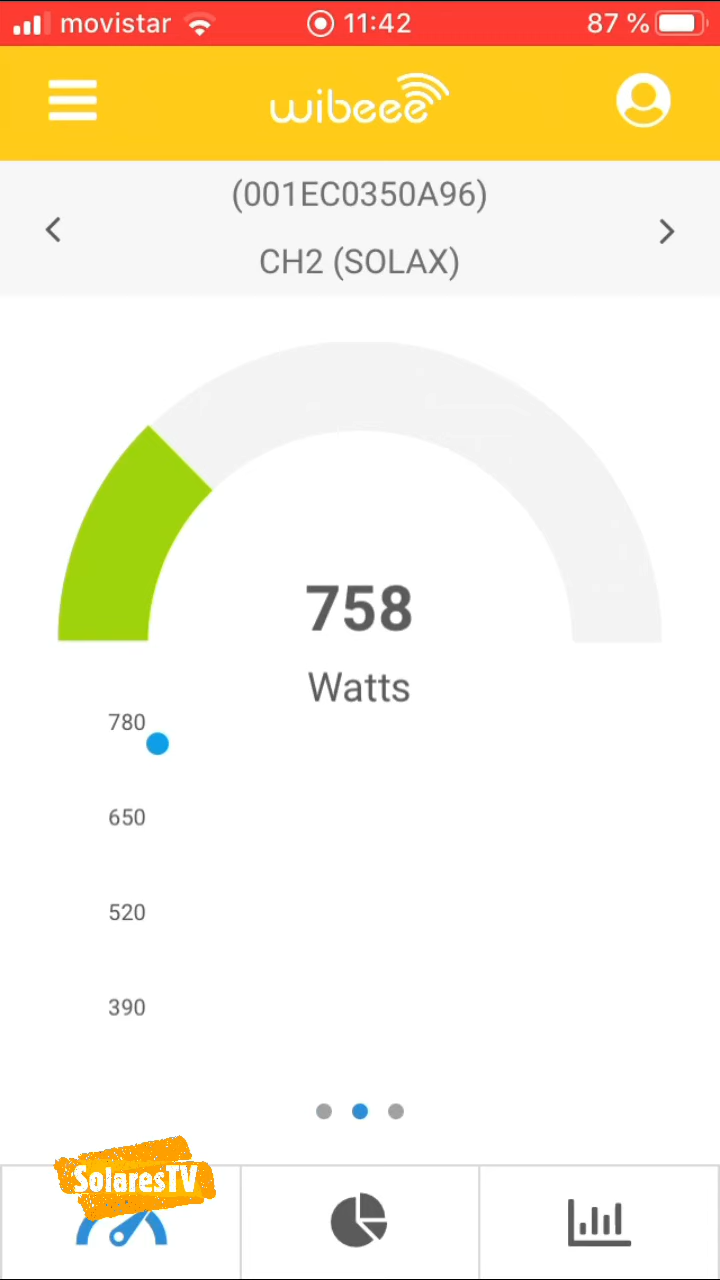 movistar 11:42 87 %
wibeee
(001EC0350A96)
CH2 (SOLAX)
758
Watts
780
650
520
390
SolaresTV